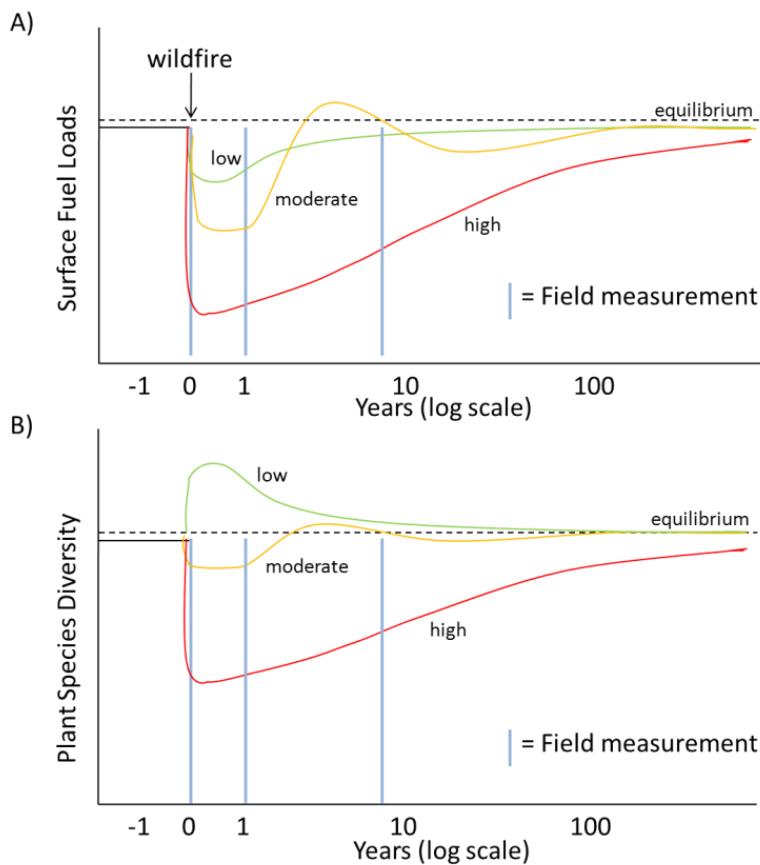 A)
wildfire
equilibrium
low
moderate
high
Surface Fuel Loads
= Field measurement
-1 0 1 10 100
Years (log scale)
B)
low
equilibrium
moderate
high
Plant Species Diversity
= Field measurement
-1 0 1 10 100
Years (log scale)